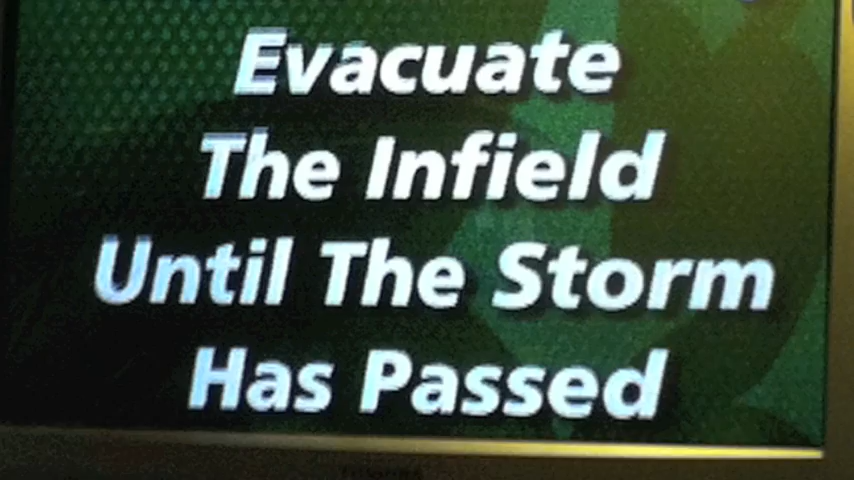 Evacuate
The Infield
Until The Storm
Has Passed